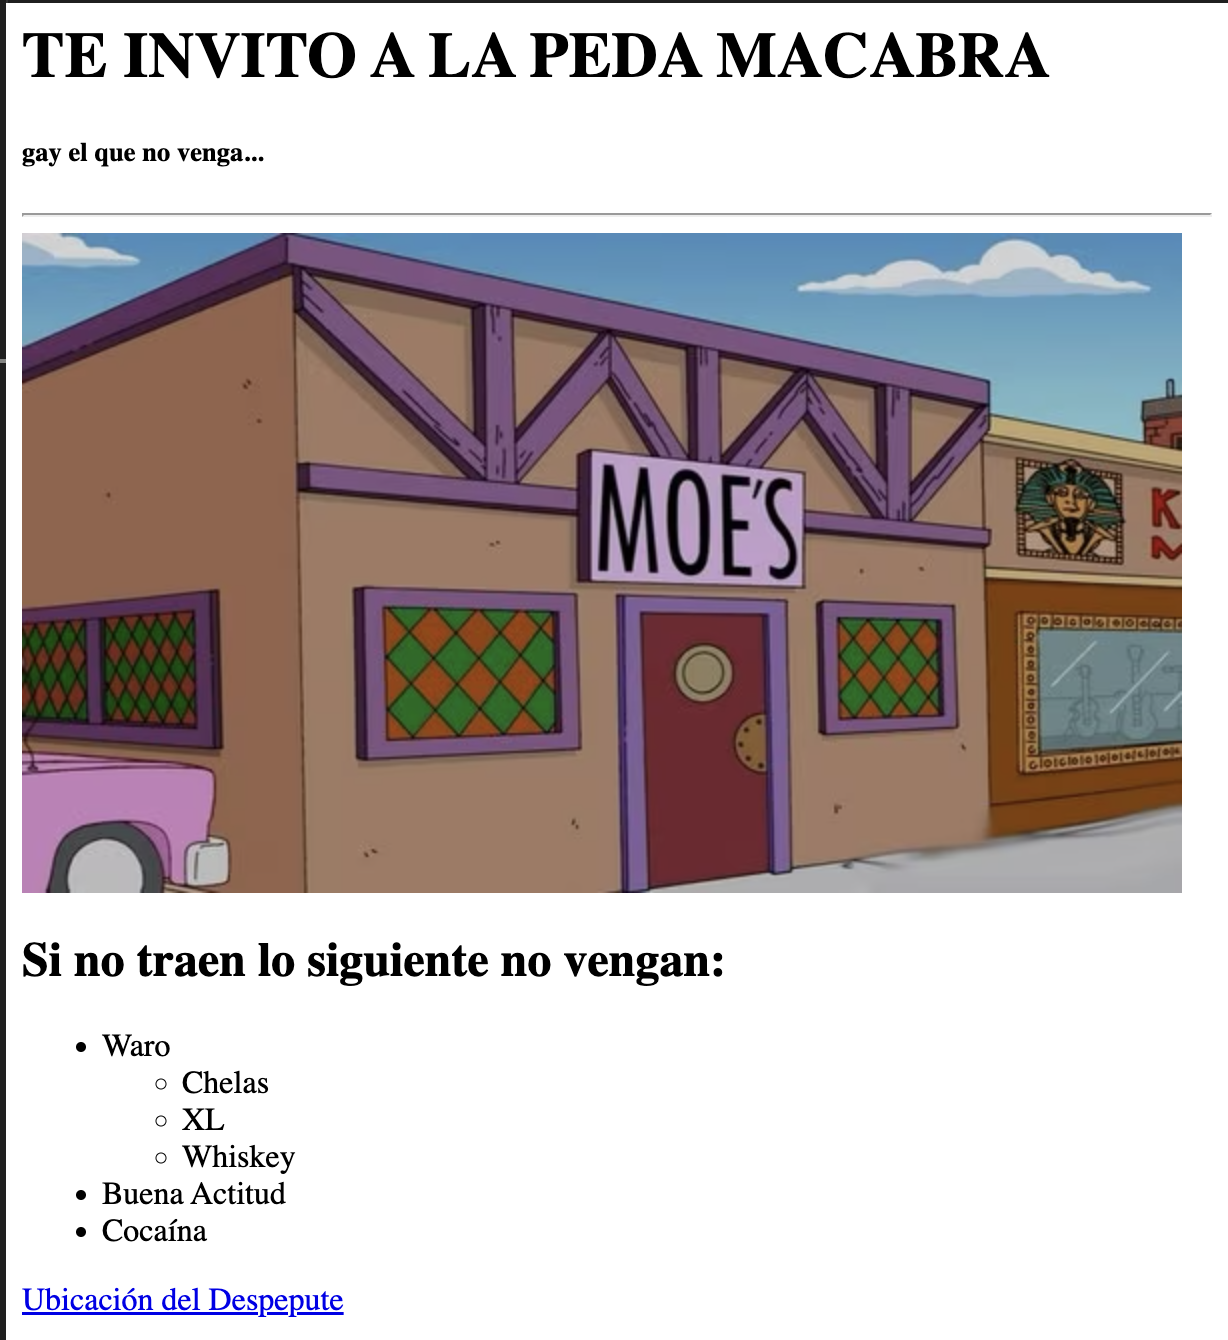 TE INVITO A LA PEDA MACABRA
gay el que no venga...
MOE'S
K
Si no traen lo siguiente no vengan:
Waro
Chelas
XL
Whiskey
Buena Actitud
Cocaína
Ubicación del Despepute